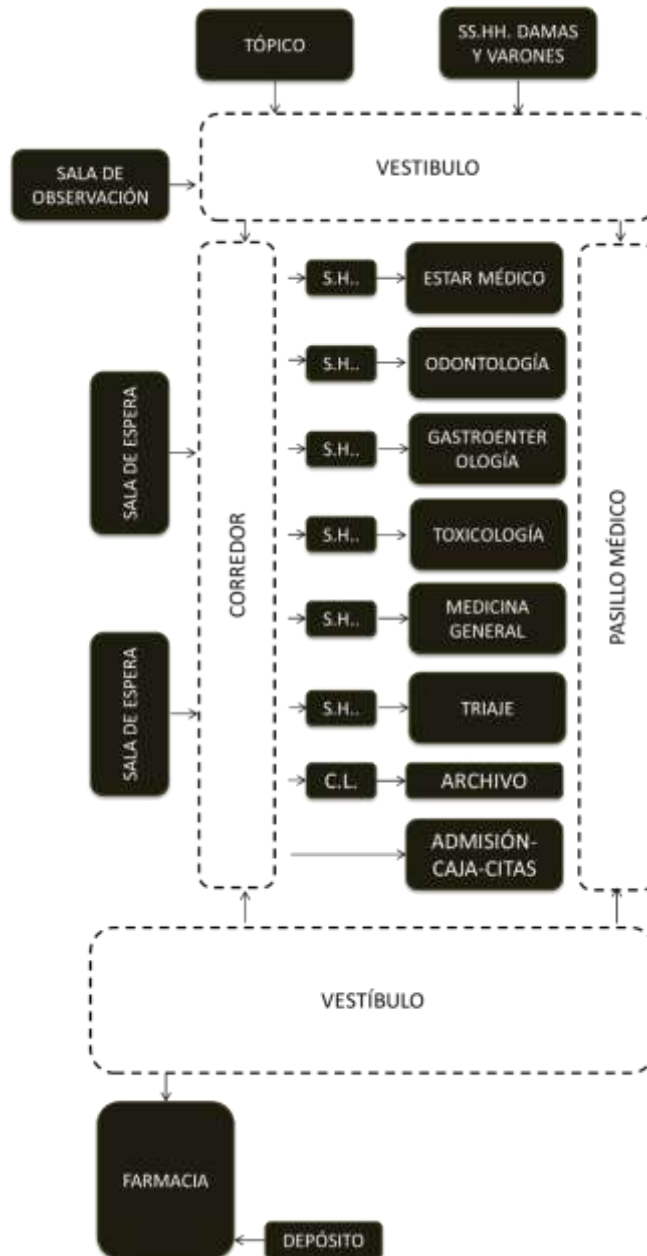 TÓPICO
SS.HH. DAMAS
Y VARONES
VESTIBULO
SALA DE
OBSERVACIÓN
S.H..
ESTAR MÉDICO
S.H..
ODONTOLOGÍA
SALA DE ESPERA
S.H..
GASTROENTER
OLOGÍA
CORREDOR
S.H..
TOXICOLOGÍA
PASILLO MÉDICO
S.H..
MEDICINA
GENERAL
SALA DE ESPERA
S.H..
TRIAJE
C.L.
ARCHIVO
ADMISIÓN-
CAJA-CITAS
VESTÍBULO
FARMACIA
DEPÓSITO